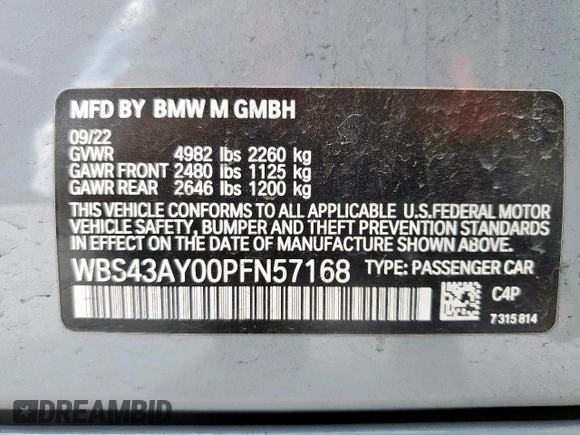 MFD BY BMW M GMBH
09/22
GVWR 4982 lbs 2260 kg
GAWR FRONT 2480 lbs 1125 kg
GAWR REAR 2646 lbs 1200 kg
THIS VEHICLE CONFORMS TO ALL APPLICABLE U.S.FEDERAL MOTOR
VEHICLE SAFETY, BUMPER AND THEFT PREVENTION STANDARDS
IN EFFECT ON THE DATE OF MANUFACTURE SHOWN ABOVE.
WBS43AY00PFN57168 TYPE: PASSENGER CAR
C4P
7 315 814
DREAMBID